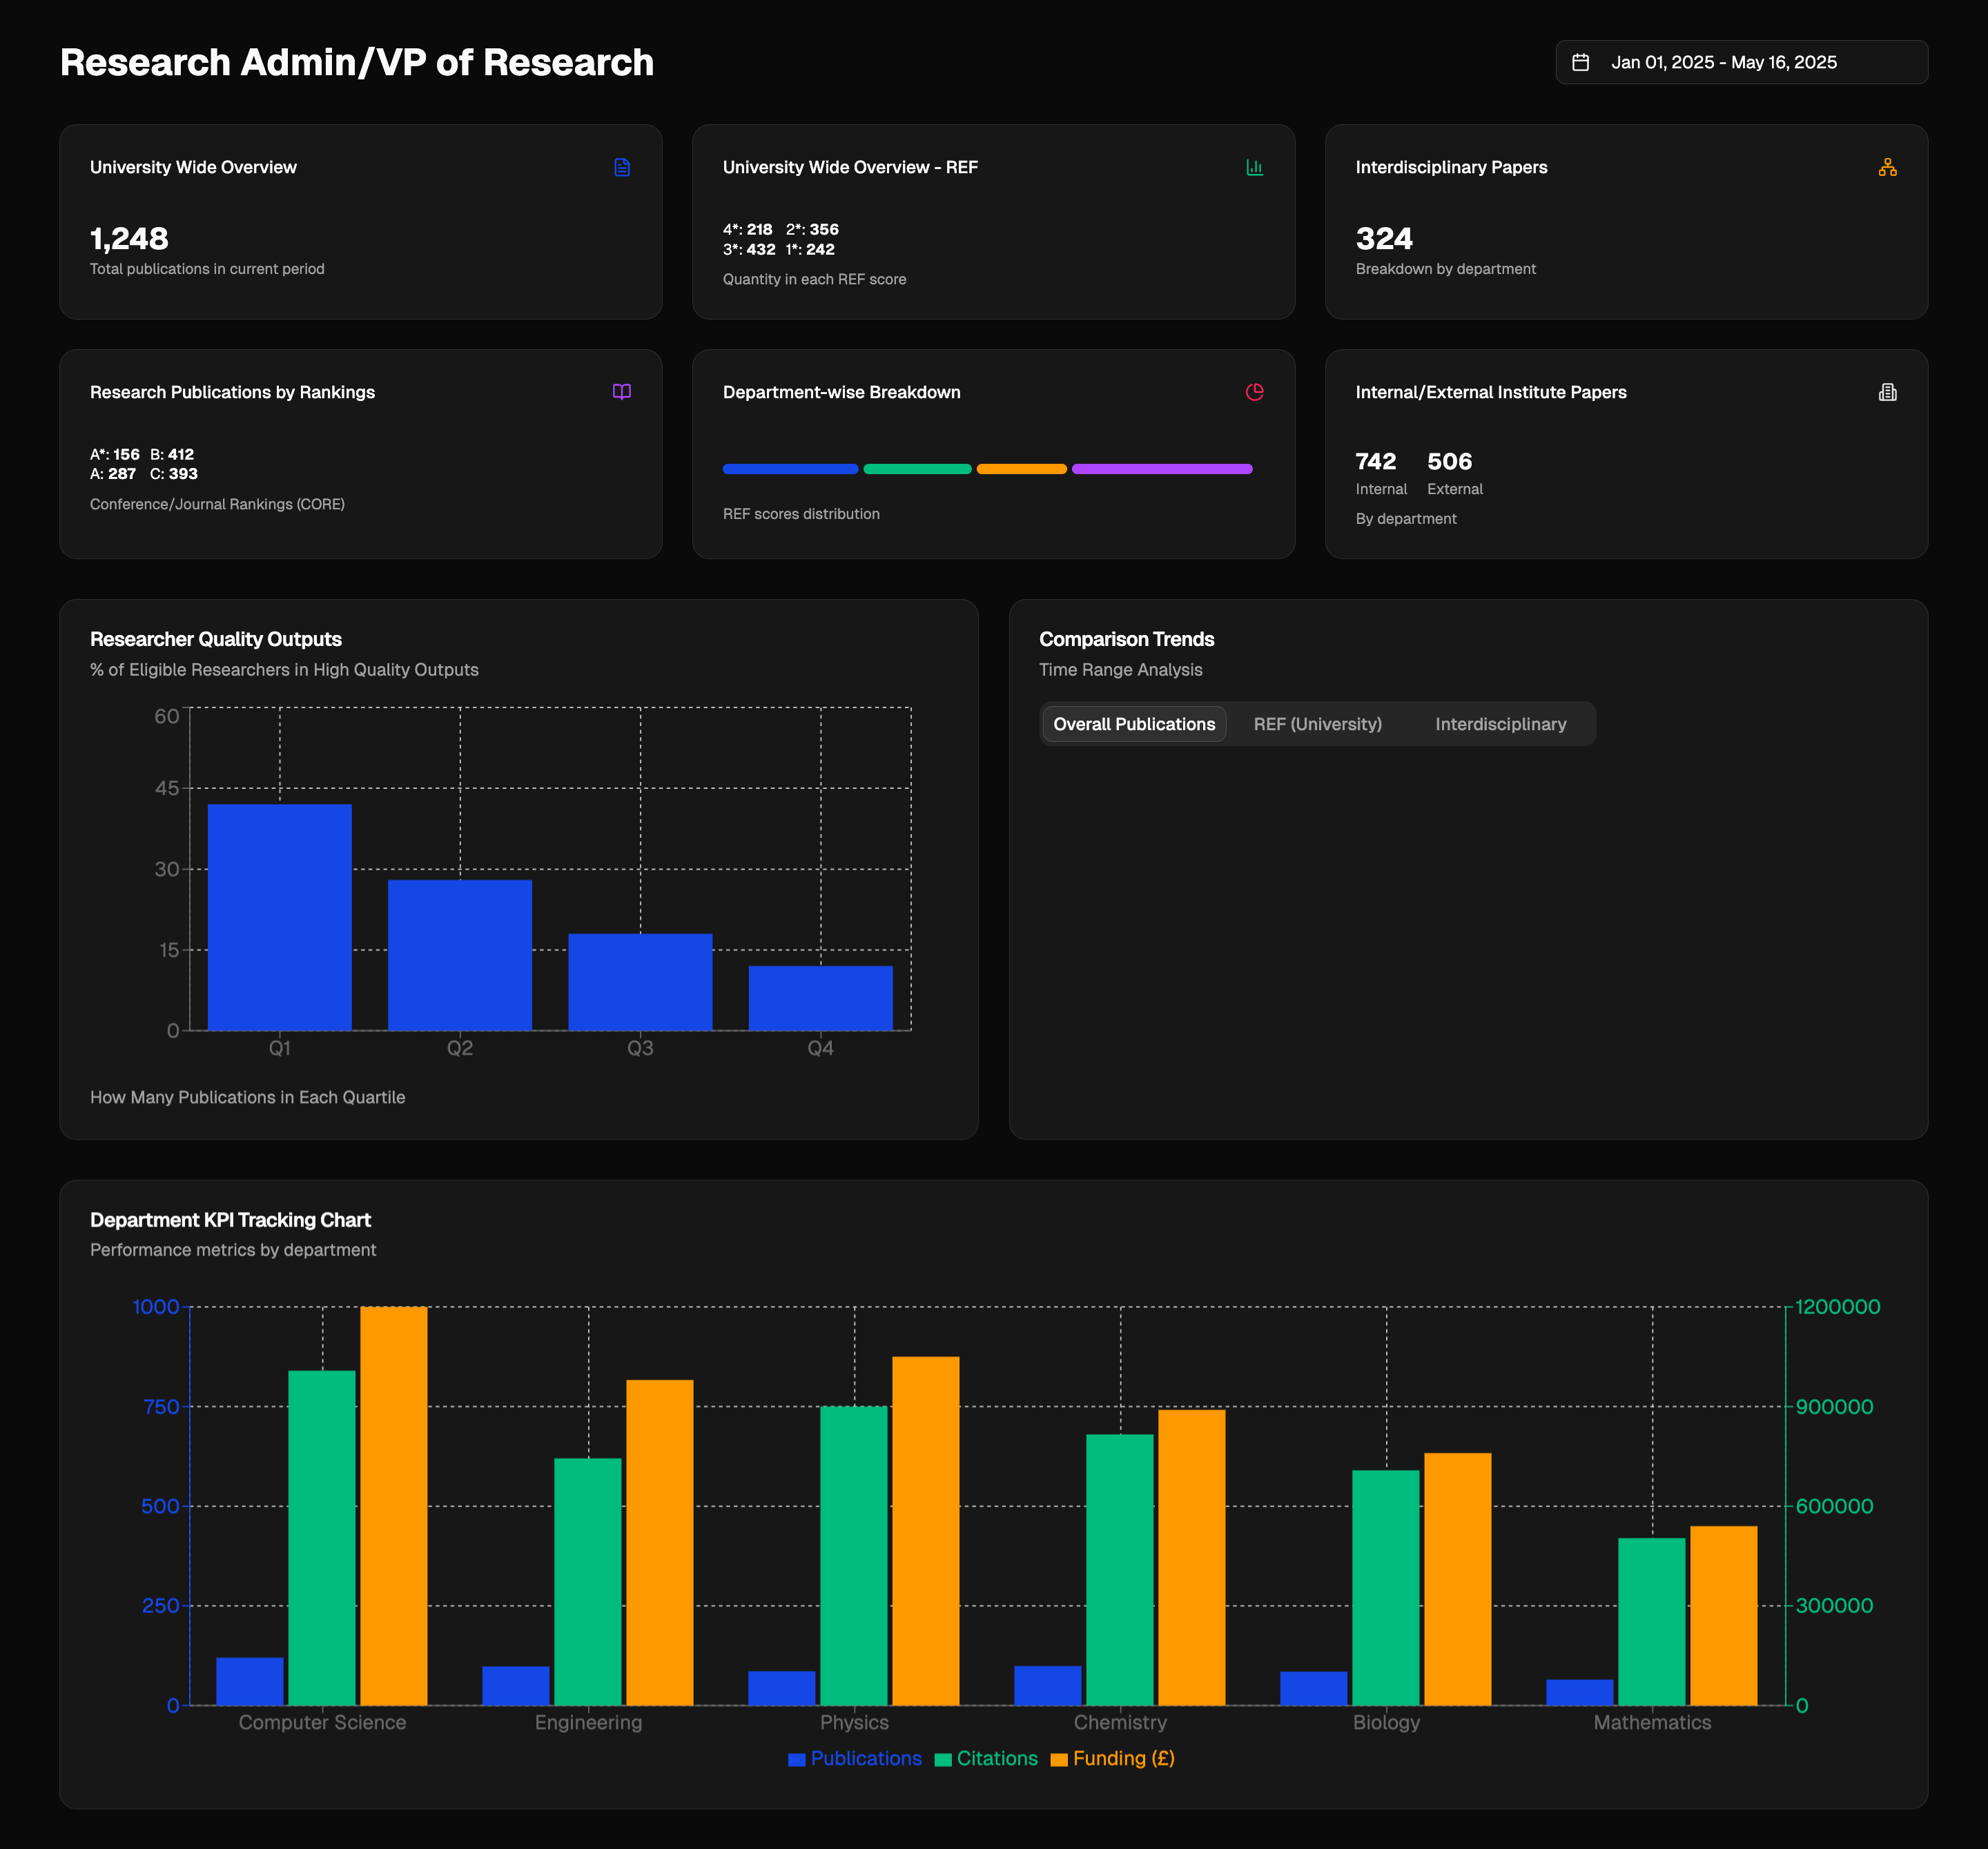 Research Admin/VP of Research
Jan 01, 2025 - May 16, 2025
University Wide Overview
1,248
Total publications in current period
University Wide Overview - REF
4*: 218 2*: 356
3*: 432 1*: 242
Quantity in each REF score
Interdisciplinary Papers
324
Breakdown by department
Research Publications by Rankings
A*: 156 B: 412
A: 287 C: 393
Conference/Journal Rankings (CORE)
Department-wise Breakdown
REF scores distribution
Internal/External Institute Papers
742 506
Internal External
By department
Researcher Quality Outputs
% of Eligible Researchers in High Quality Outputs
60
45
30
15
0
Q1 Q2 Q3 Q4
How Many Publications in Each Quartile
Comparison Trends
Time Range Analysis
Overall Publications REF (University) Interdisciplinary
Department KPI Tracking Chart
Performance metrics by department
1000 1200000
750 900000
500 600000
250 300000
0 0
Computer Science Engineering Physics Chemistry Biology Mathematics
Publications Citations Funding (£)